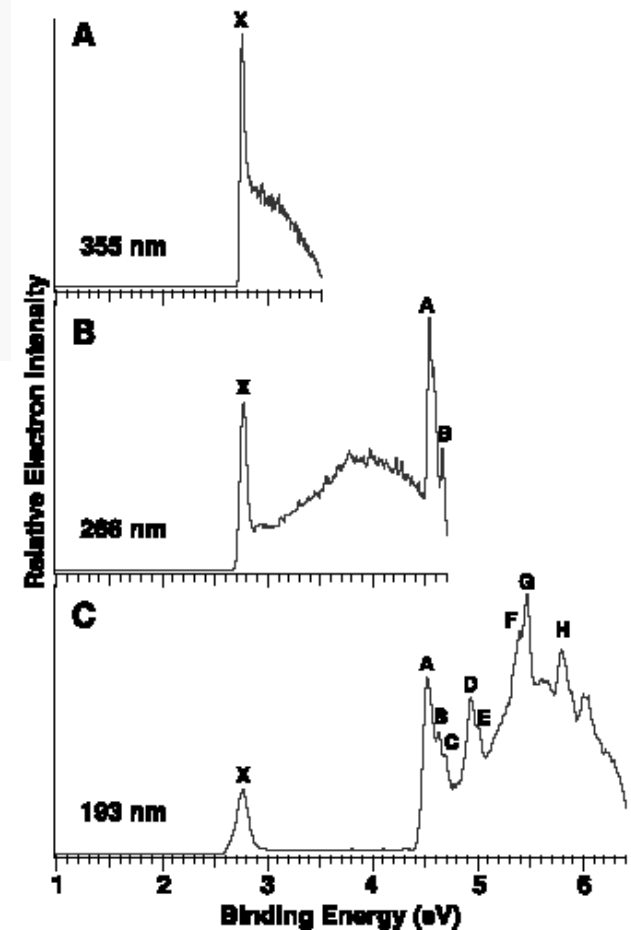 X
A
355 nm
A
B
X
B
266 nm
G
C
F
H
A
D
B
E
C
X
193 nm
1 2 3 4 5 6
Binding Energy (eV)
Relative Electron Intensity